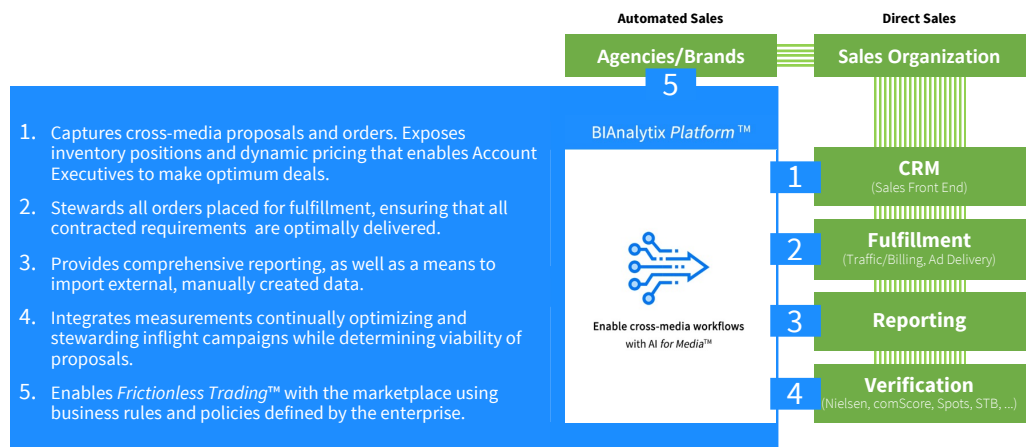 Automated Sales
Direct Sales
Agencies/Brands
Sales Organization
5
1. Captures cross-media proposals and orders. Exposes
inventory positions and dynamic pricing that enables Account
Executives to make optimum deals.
2. Stewards all orders placed for fulfillment, ensuring that all
contracted requirements are optimally delivered.
3. Provides comprehensive reporting, as well as a means to
import external, manually created data.
4. Integrates measurements continually optimizing and
stewarding inflight campaigns while determining viability of
proposals.
5. Enables Frictionless Trading™ with the marketplace using
business rules and policies defined by the enterprise.
BIAnalytix Platform™
Enable cross-media workflows
with AI for Media™
1
CRM
(Sales Front End)
2
Fulfillment
(Traffic/Billing, Ad Delivery)
3
Reporting
4
Verification
(Nielsen, comScore, Spots, STB, ...)